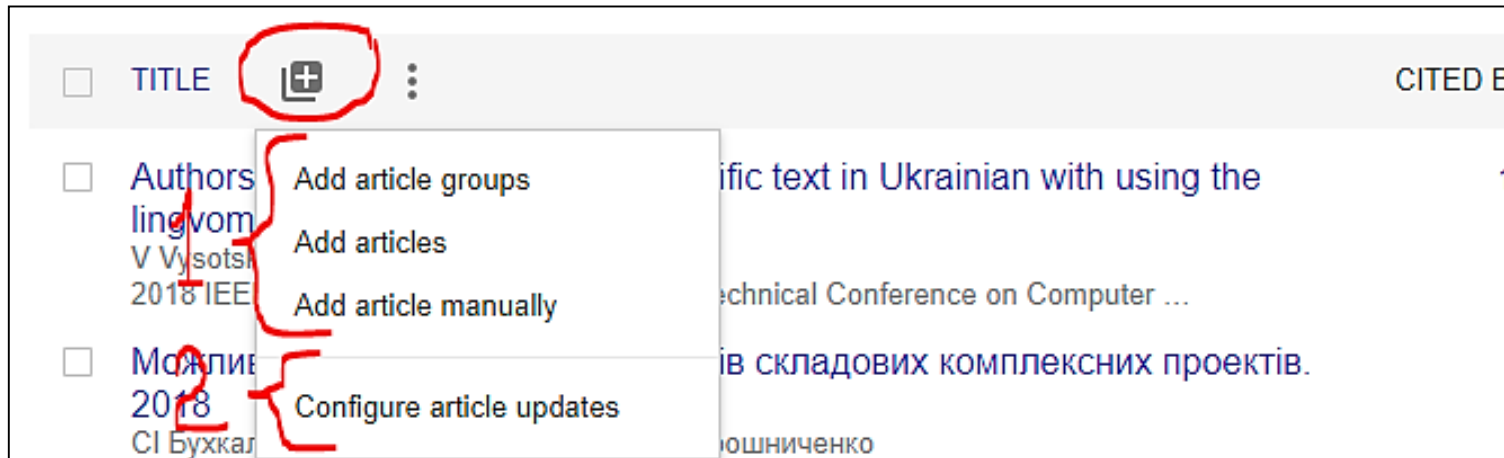 TITLE
CITED
Authors
ific text in Ukrainian with using the
lingvom
V Vysotsk
2018 IEE
echnical Conference on Computer ...
Add article groups
Add articles
Add article manually
1
Можлив
ів складових комплексних проектів.
2018
СІ Бухкал
рошниченко
Configure article updates
2